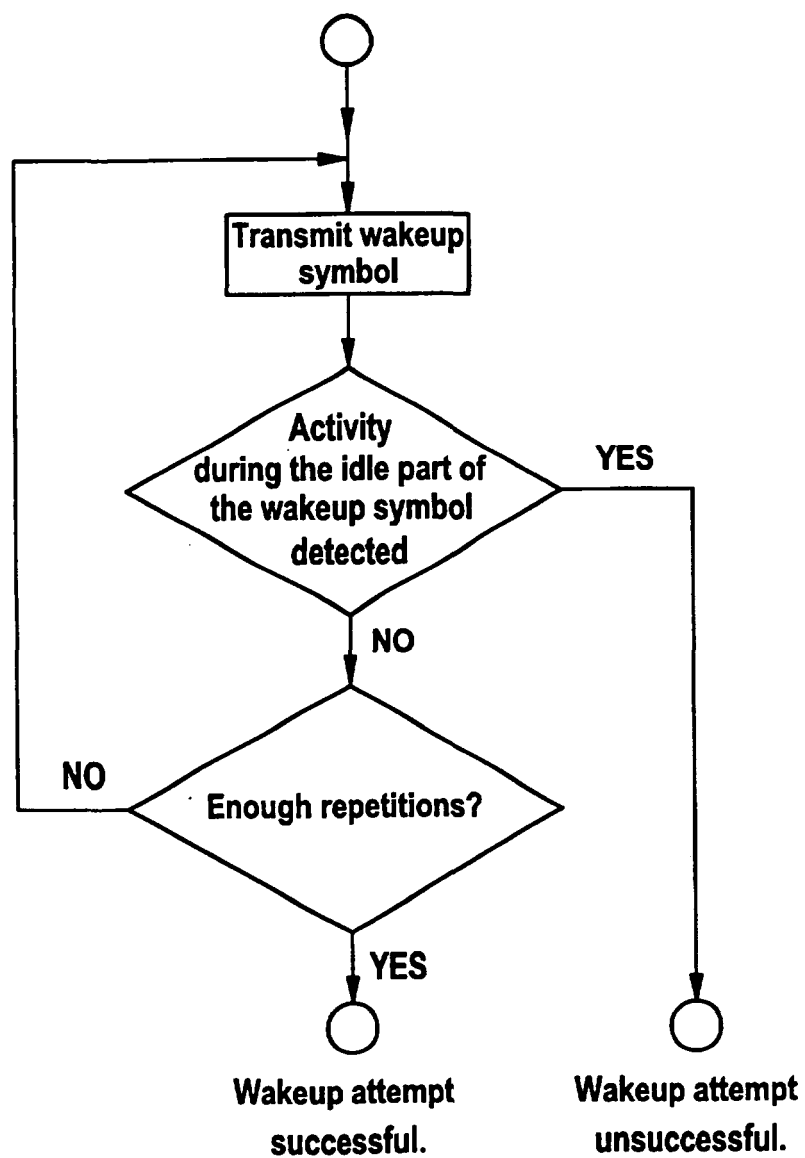 Transmit wakeup
symbol
Activity
during the idle part of
the wakeup symbol
detected
YES
NO
NO
Enough repetitions?
YES
Wakeup attempt
successful.
Wakeup attempt
unsuccessful.